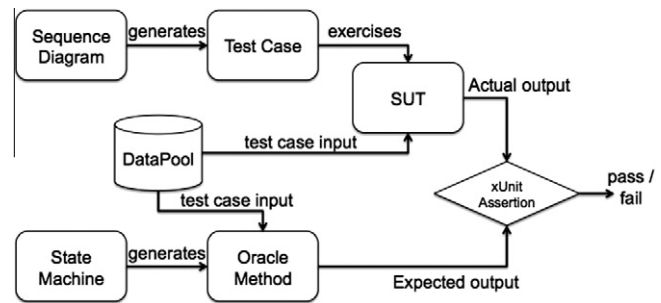 Sequence
Diagram
generates
Test Case
exercises
SUT
Actual output
DataPool
test case input
test case input
xUnit
Assertion
pass /
fail
State
Machine
generates
Oracle
Method
Expected output